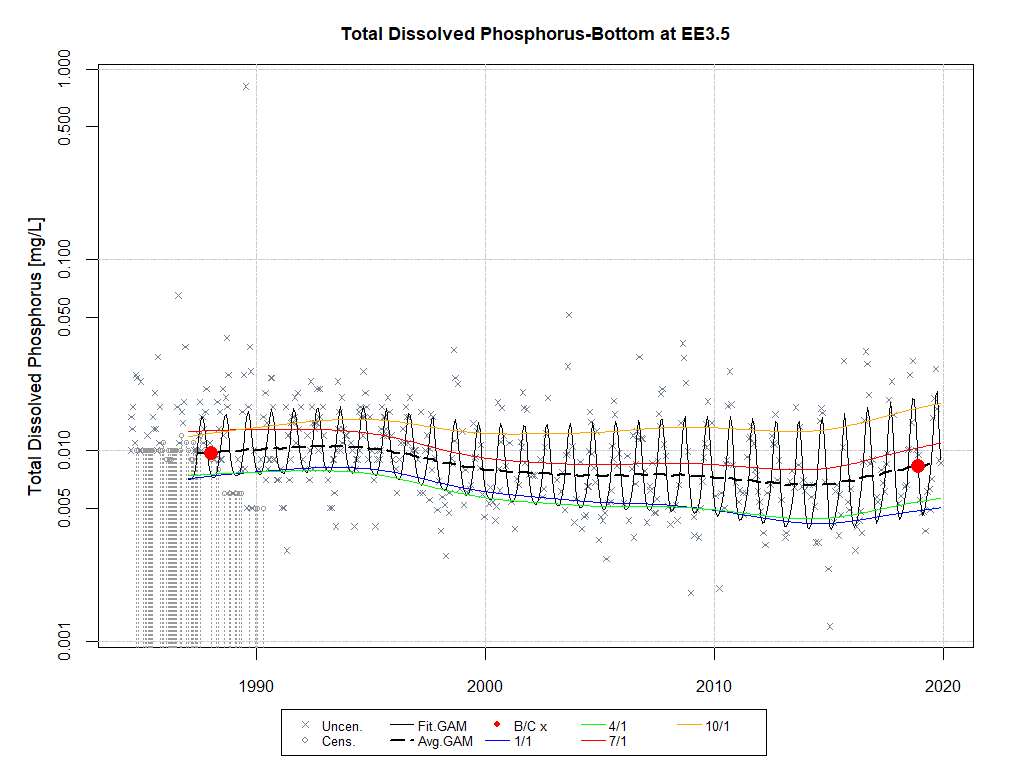 Total Dissolved Phosphorus-Bottom at EE3.5
Total Dissolved Phosphorus [mg/L]
1.000
0.500
0.100
0.050
0.010
0.005
0.001
1990 2000 2010 2020
Uncen. Fit.GAM B/C x 4/1 10/1
Cens. Avg.GAM 1/1 7/1